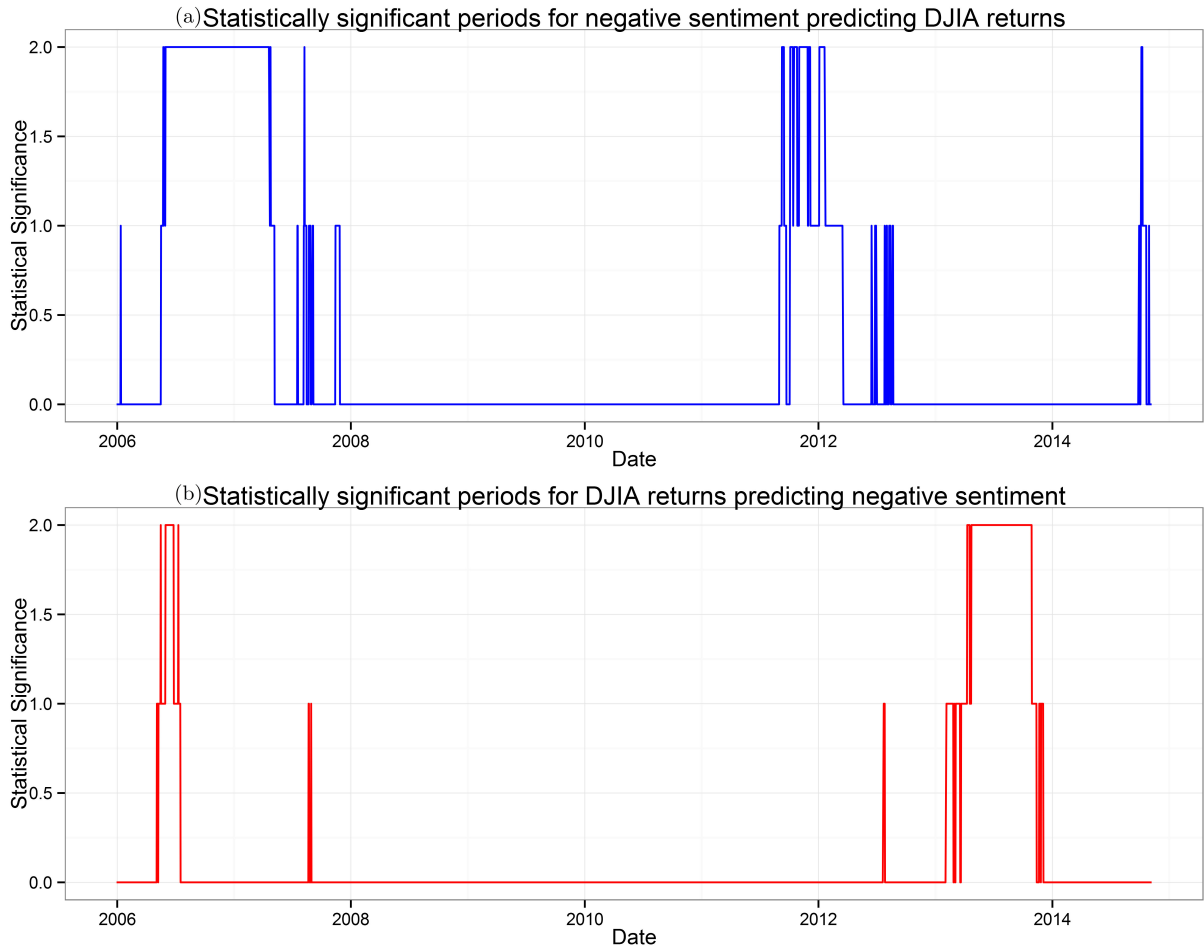 (a)Statistically significant periods for negative sentiment predicting DJIA returns
Statistical Significance
2.0
1.5
1.0
0.5
0.0
2006 2008 2010 2012 2014
Date
(b)Statistically significant periods for DJIA returns predicting negative sentiment
Statistical Significance
2.0
1.5
1.0
0.5
0.0
2006 2008 2010 2012 2014
Date